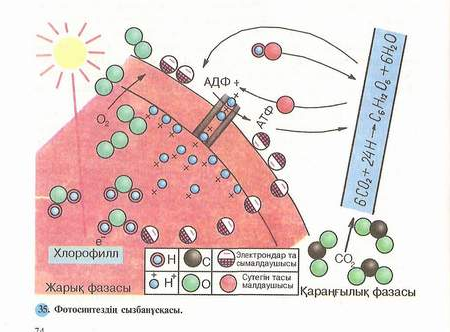 АДФ +
АТФ
O₂
6CO₂ + 24H → C₆H₁₂O₆ + 6H₂O
e⁻
Хлорофилл
H
C
Электрондар та
сымалдаушысы
H⁺
O
Сутегін тасы
малдаушысы
CO₂
Жарық фазасы
Қараңғылық фазасы
35. Фотосинтездің сызбанұсқасы.
74